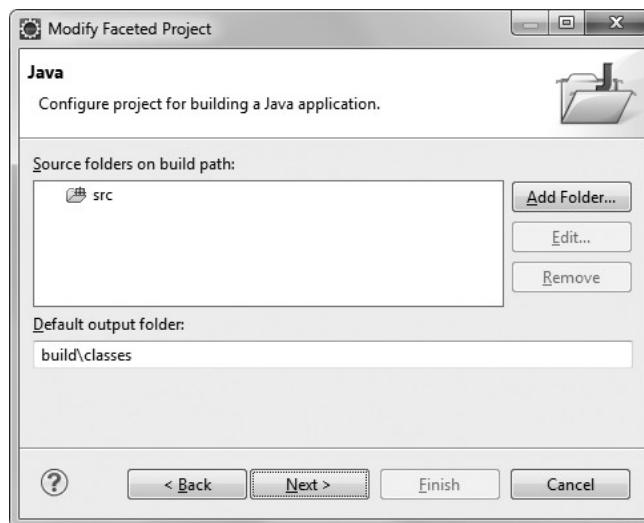 Modify Faceted Project
Java
Configure project for building a Java application.
Source folders on build path:
src
Add Folder...
Edit...
Remove
Default output folder:
build\classes
?
< Back
Next >
Finish
Cancel